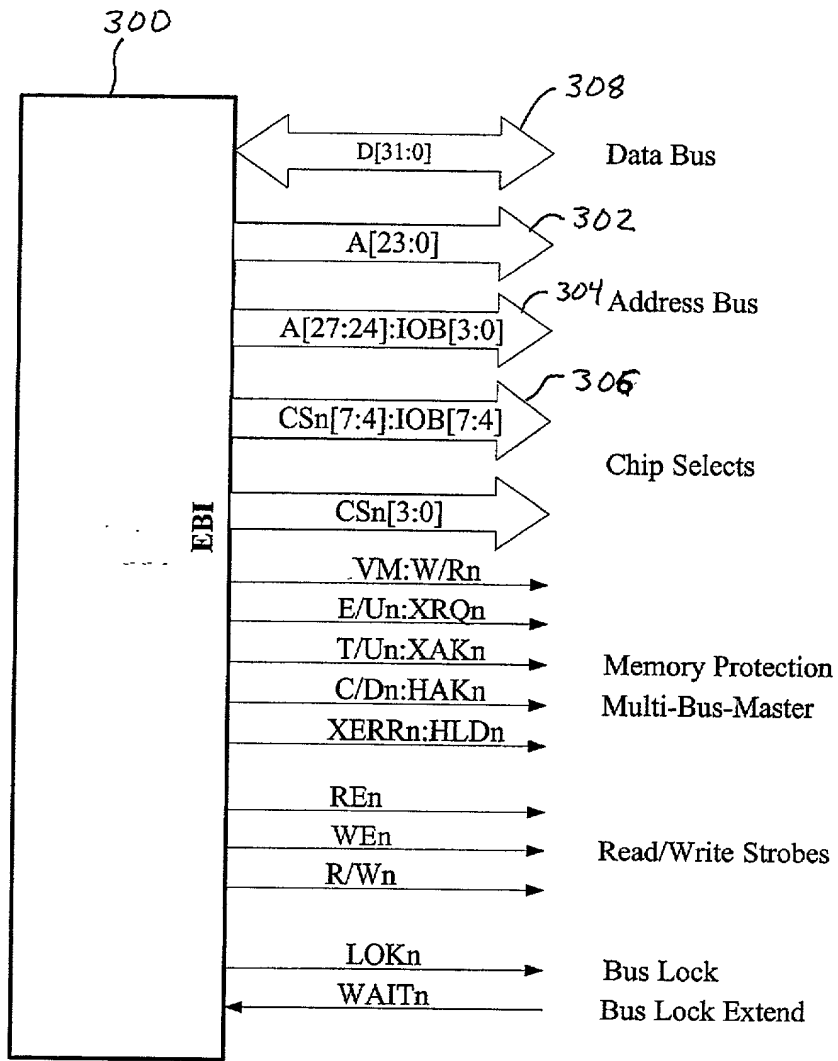 300
308
D[31:0]
Data Bus
302
A[23:0]
304
Address Bus
A[27:24]:IOB[3:0]
306
CSn[7:4]:IOB[7:4]
Chip Selects
CSn[3:0]
EBI
VM:W/Rn
E/Un:XRQn
T/Un:XAKn
Memory Protection
C/Dn:HAKn
Multi-Bus-Master
XERRn:HLDn
REn
WEn
Read/Write Strobes
R/Wn
LOKn
Bus Lock
WAITn
Bus Lock Extend